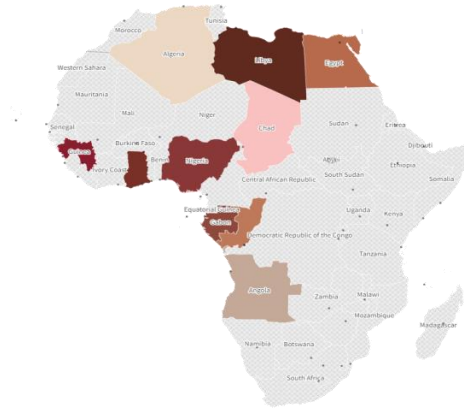 Tunisia
Morocco
Algeria
Libya
Egypt
Western Sahara
Mauritania
Mali
Niger
Chad
Sudan
Eritrea
Senegal
Guinea
Burkina Faso
Djibouti
Ivory Coast
Benin
Nigeria
Ethiopia
South Sudan
Central African Republic
Somalia
Equatorial Guinea
Gabon
Uganda
Kenya
Democratic Republic of the Congo
Tanzania
Angola
Zambia
Malawi
Mozambique
Madagascar
Namibia
Botswana
South Africa